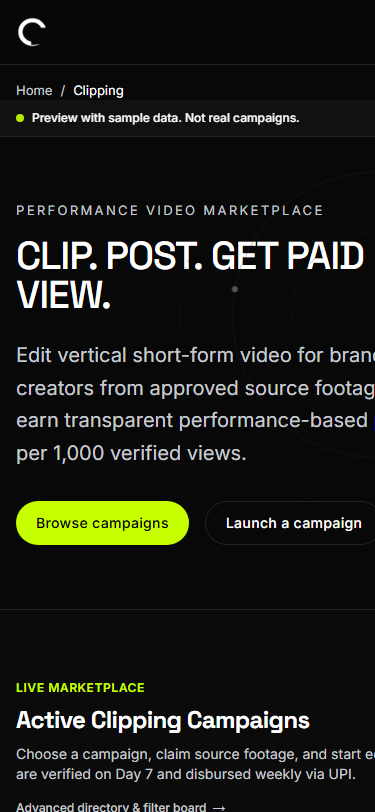 Home / Clipping
Preview with sample data. Not real campaigns.
PERFORMANCE VIDEO MARKETPLACE
CLIP. POST. GET PAID
VIEW.
Edit vertical short-form video for
creators from approved source
earn transparent performance-based
per 1,000 verified views.
Browse campaigns
Launch a campaign
LIVE MARKETPLACE
Active Clipping Campaigns
Choose a campaign, claim source footage, and start
are verified on Day 7 and disbursed weekly via UPI.
Advanced directory & filter board →